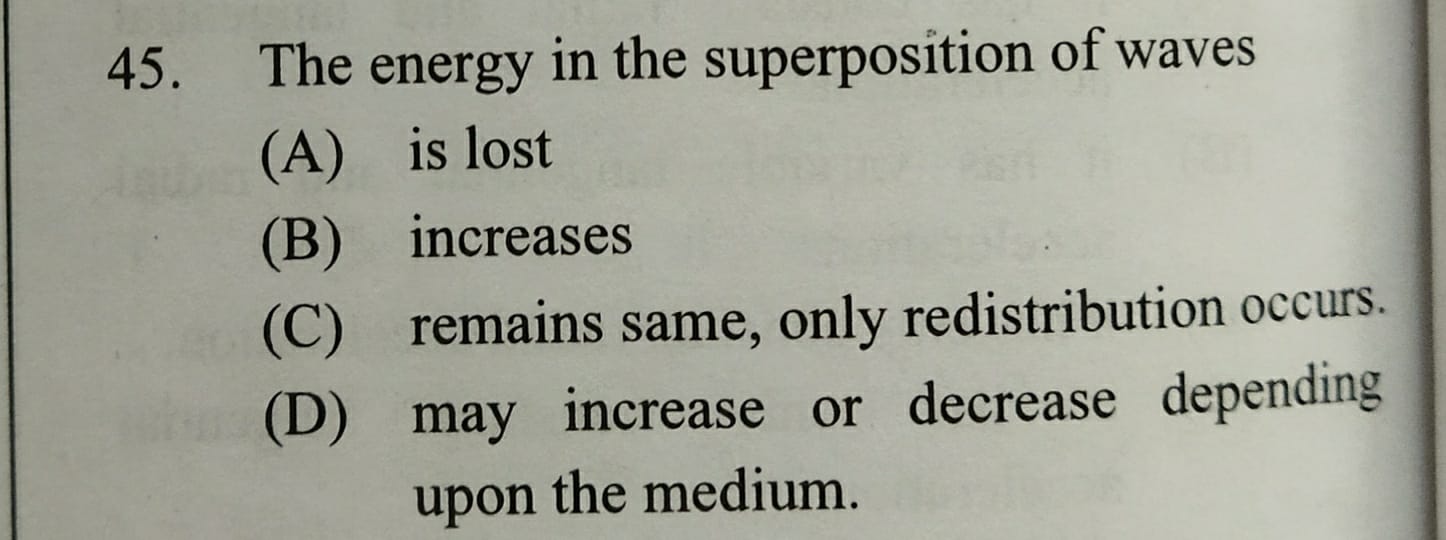 45. The energy in the superposition of waves
(A) is lost
(B) increases
(C) remains same, only redistribution occurs.
(D) may increase or decrease depending
upon the medium.